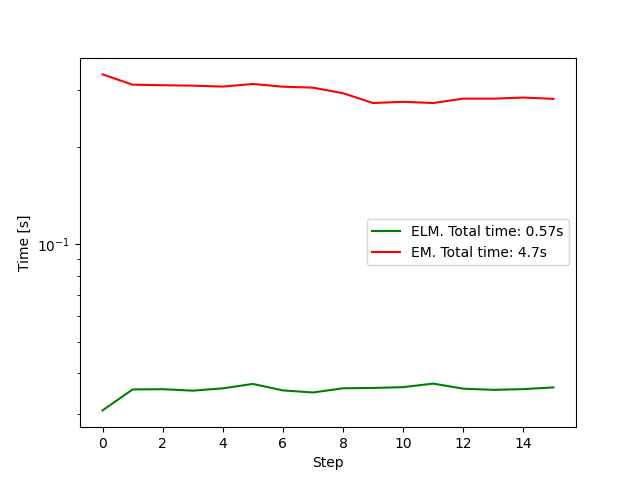 Time [s]
10⁻¹
ELM. Total time: 0.57s
EM. Total time: 4.7s
0 2 4 6 8 10 12 14
Step